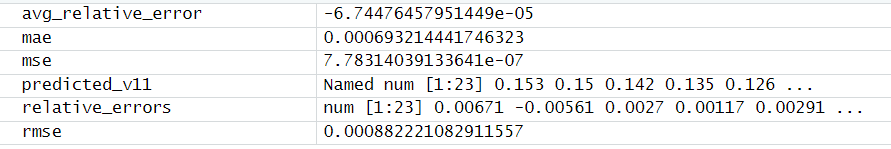 avg_relative_error -6.74476457951449e-05
mae 0.000693214441746323
mse 7.78314039133641e-07
predicted_v11 Named num [1:23] 0.153 0.15 0.142 0.135 0.126 ...
relative_errors num [1:23] 0.00671 -0.00561 0.0027 0.00117 0.00291 ...
rmse 0.000882221082911557